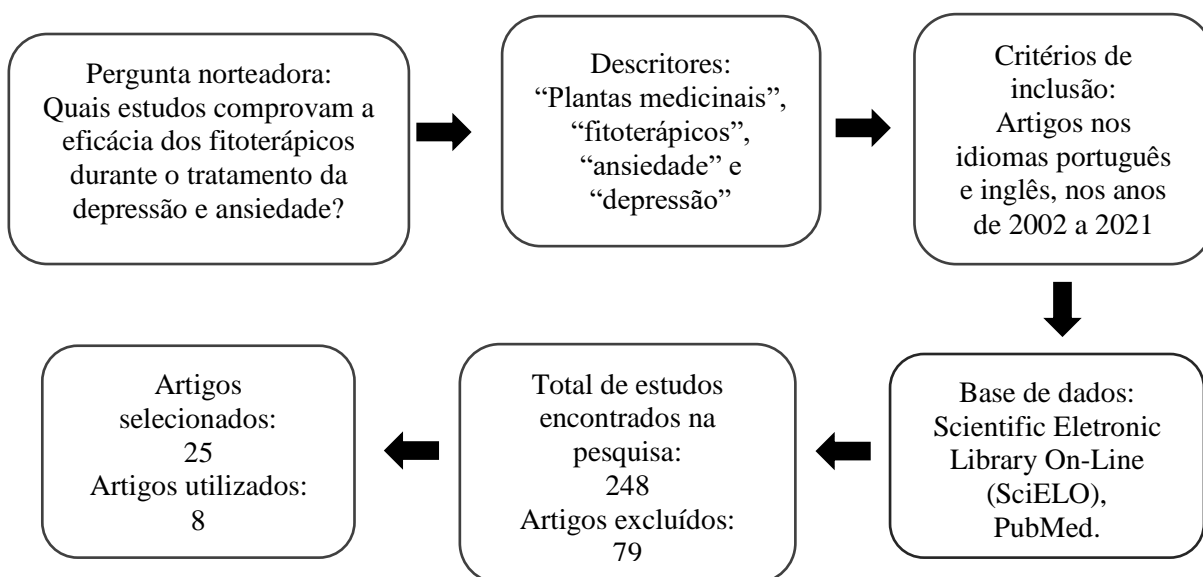 Pergunta norteadora:
Quais estudos comprovam a
eficácia dos fitoterápicos
durante o tratamento da
depressão e ansiedade?
Descritores:
“Plantas medicinais”,
“fitoterápicos”,
“ansiedade” e
“depressão”
Critérios de
inclusão:
Artigos nos
idiomas português
e inglês, nos anos
de 2002 a 2021
Base de dados:
Scientific Eletronic
Library On-Line
(SciELO),
PubMed.
Total de estudos
encontrados na
pesquisa:
248
Artigos excluídos:
79
Artigos
selecionados:
25
Artigos utilizados:
8